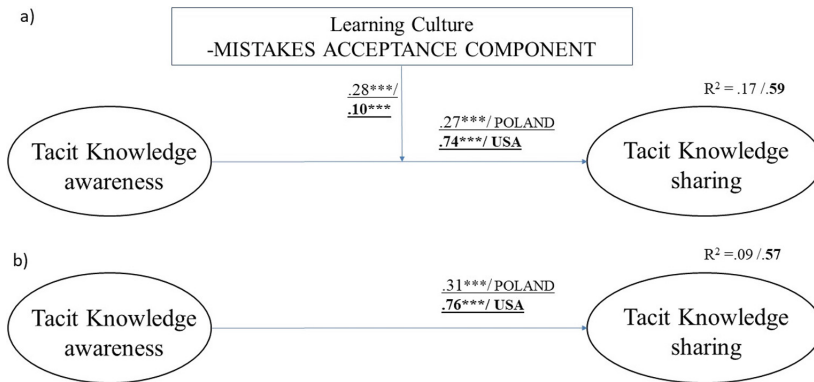 a)
Learning Culture
-MISTAKES ACCEPTANCE COMPONENT
.28***/
.10***
R² = .17 /.59
.27***/ POLAND
.74***/ USA
Tacit Knowledge
awareness
Tacit Knowledge
sharing
b)
R² =.09 /.57
.31***/ POLAND
.76***/ USA
Tacit Knowledge
awareness
Tacit Knowledge
sharing